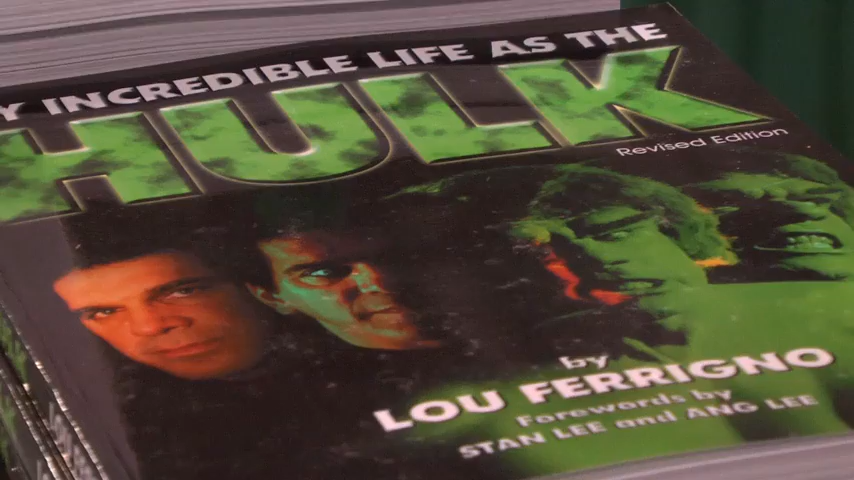 Y INCREDIBLE LIFE AS THE
HULK
Revised Edition
by
LOU FERRIGNO
Forewords by
STAN LEE and ANG LEE